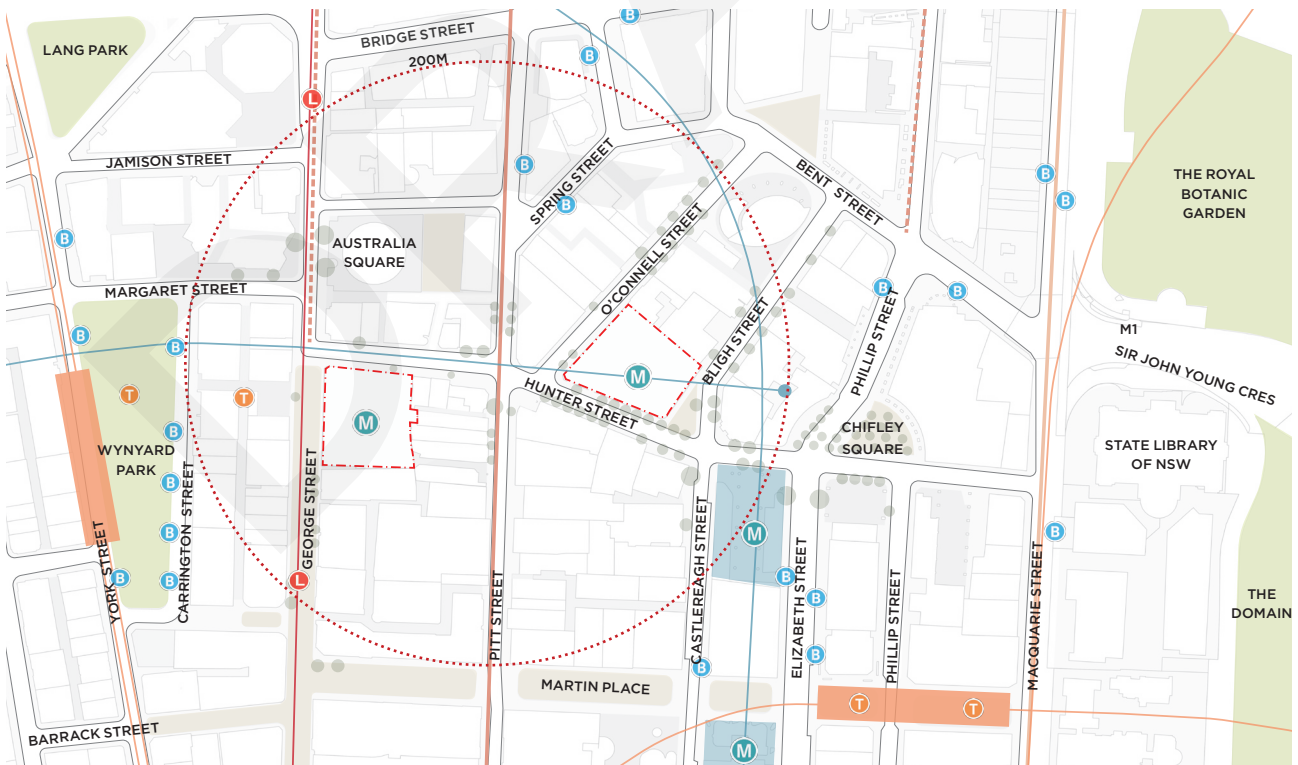 B
BRIDGE STREET
LANG PARK
B
200M
L
JAMISON STREET
B
SPRING STREET
B
BENT STREET
B
THE ROYAL
BOTANIC
GARDEN
B
B
B
AUSTRALIA
SQUARE
O'CONNELL STREET
MARGARET STREET
B
B
PHILLIP STREET
B
B
M1
SIR JOHN YOUNG CRES
BLIGH STREET
M
HUNTER STREET
T
T
M
CHIFLEY
SQUARE
B
WYNYARD
PARK
STATE LIBRARY
OF NSW
B
GEORGE STREET
CARRINGTON STREET
B
M
B
YORK STREET
B
B
L
PITT STREET
CASTLEREAGH STREET
B
ELIZABETH STREET
B
PHILLIP STREET
MACQUARIE STREET
THE
DOMAIN
B
B
MARTIN PLACE
T
T
BARRACK STREET
M